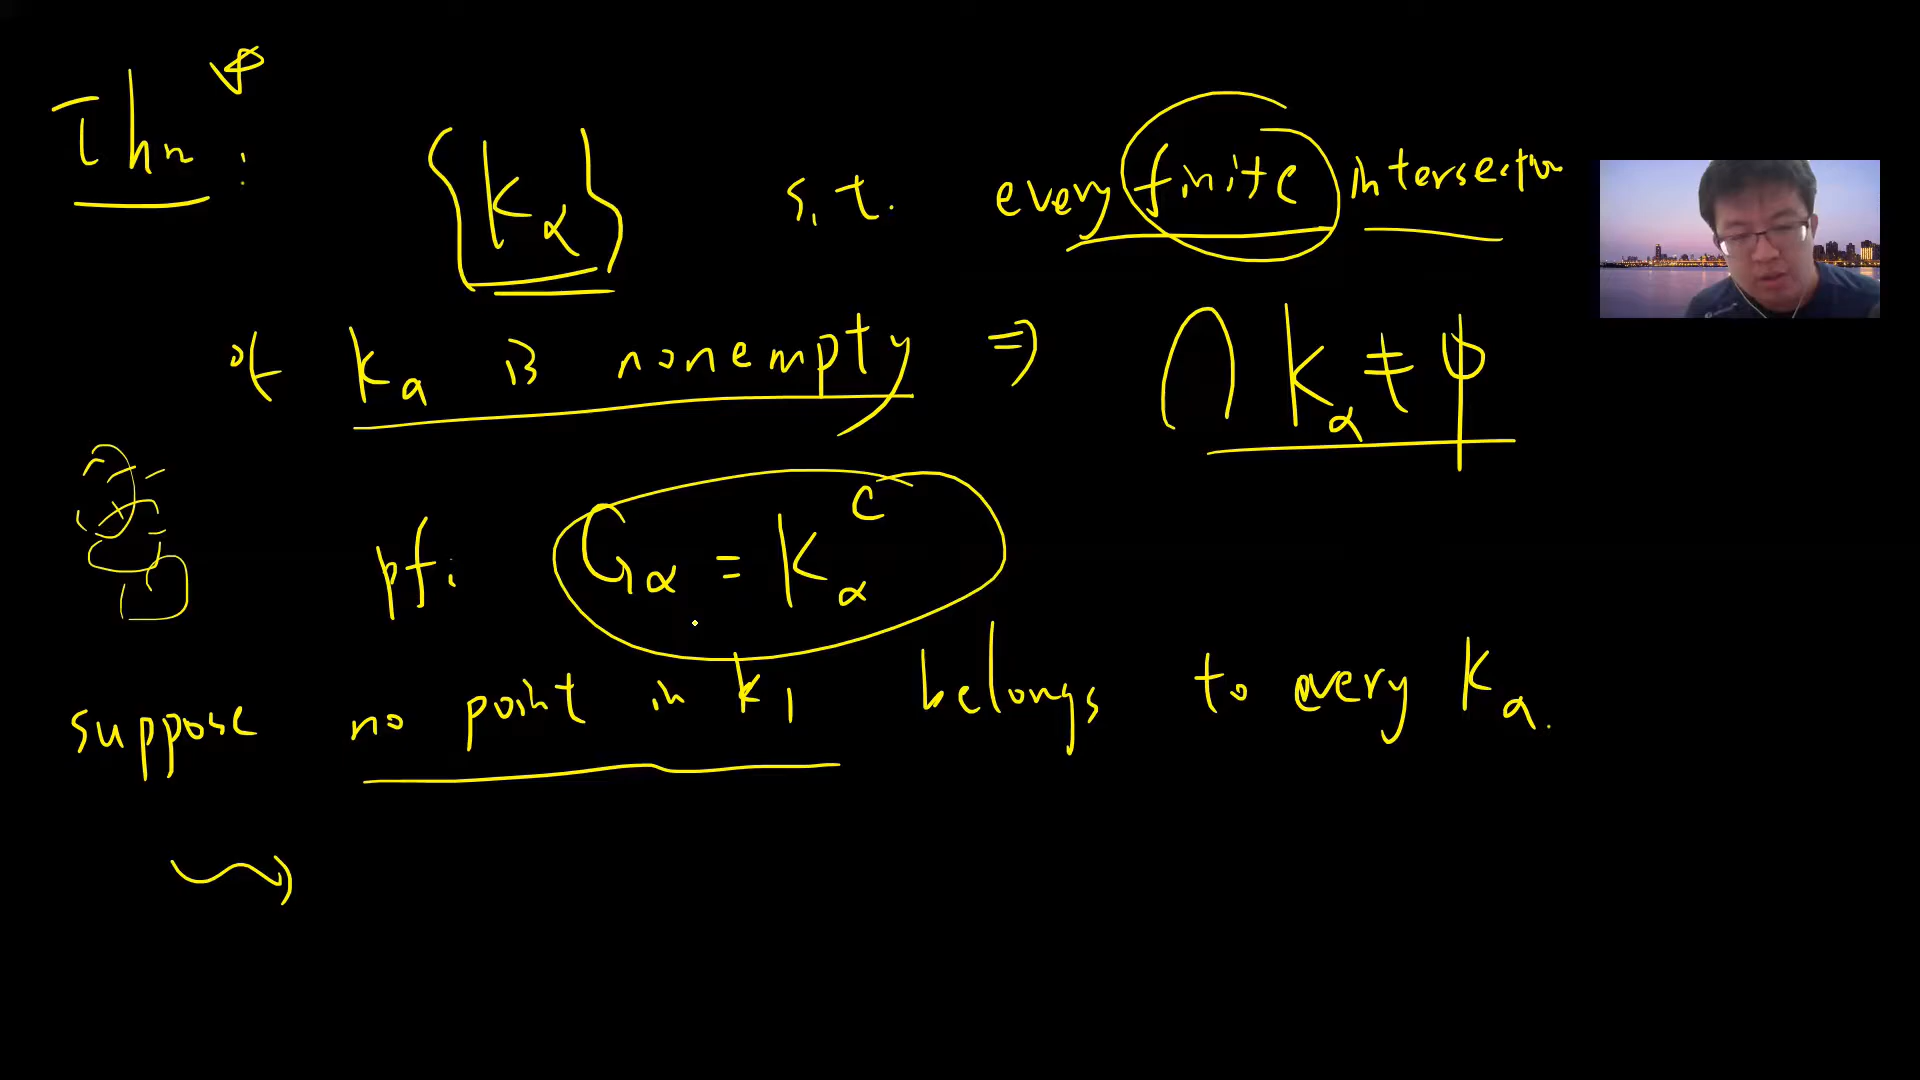 Thm :
{K_α} s.t. every finite intersection
of K_α is nonempty ⇒ ∩ K_α ≠ ϕ
pf: G_α = K_α^c
suppose no point in K_1 belongs to every K_α.